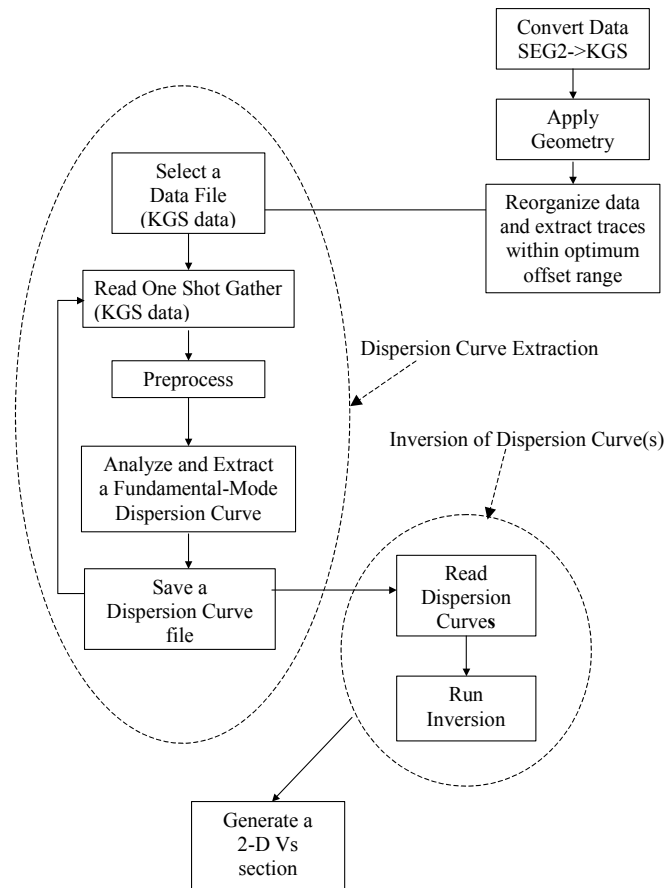 Convert Data
SEG2->KGS
Apply
Geometry
Reorganize data
and extract traces
within optimum
offset range
Select a
Data File
(KGS data)
Read One Shot Gather
(KGS data)
Preprocess
Analyze and Extract
a Fundamental-Mode
Dispersion Curve
Save a
Dispersion Curve
file
Dispersion Curve Extraction
Inversion of Dispersion Curve(s)
Read
Dispersion
Curves
Run
Inversion
Generate a
2-D Vs
section